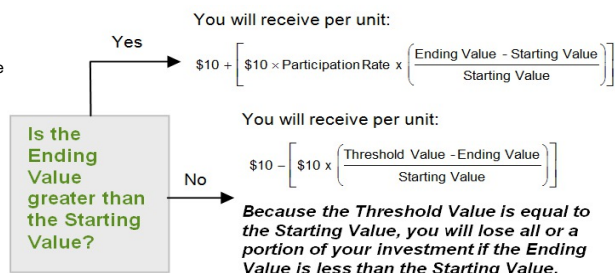 You will receive per unit:
Yes
$10 + [$10 × Participation Rate x (Ending Value - Starting Value / Starting Value)]
e
Is the
Ending
Value
greater than
the Starting
Value?
You will receive per unit:
No
$10 – [$10 x (Threshold Value - Ending Value / Starting Value)]
Because the Threshold Value is equal to
the Starting Value, you will lose all or a
portion of your investment if the Ending
Value is less than the Starting Value.